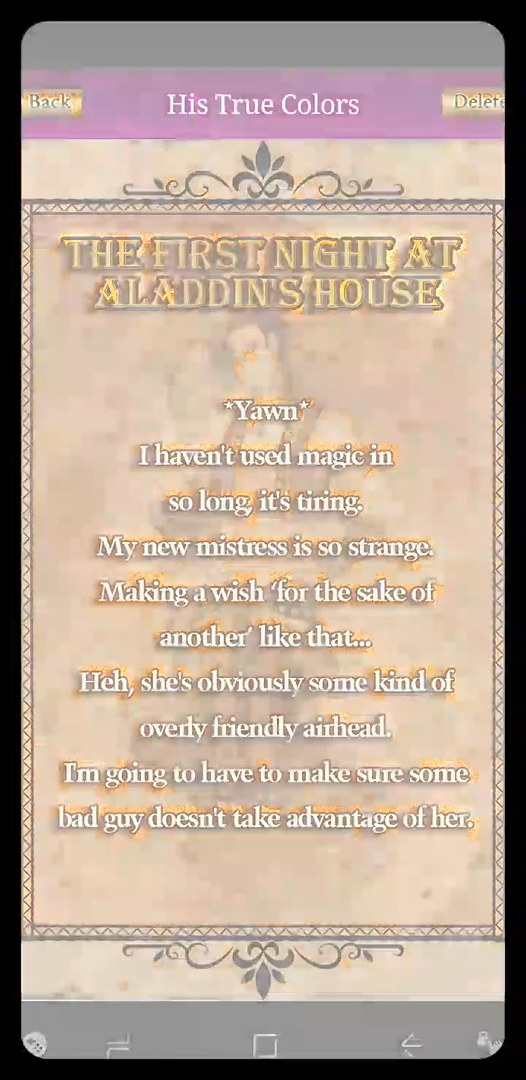 Back His True Colors Delete
THE FIRST NIGHT AT
ALADDIN'S HOUSE
*Yawn*
I haven't used magic in
so long, it's tiring.
My new mistress is so strange.
Making a wish 'for the sake of
another' like that...
Heh, she's obviously some kind of
overly friendly airhead.
I'm going to have to make sure some
bad guy doesn't take advantage of her.